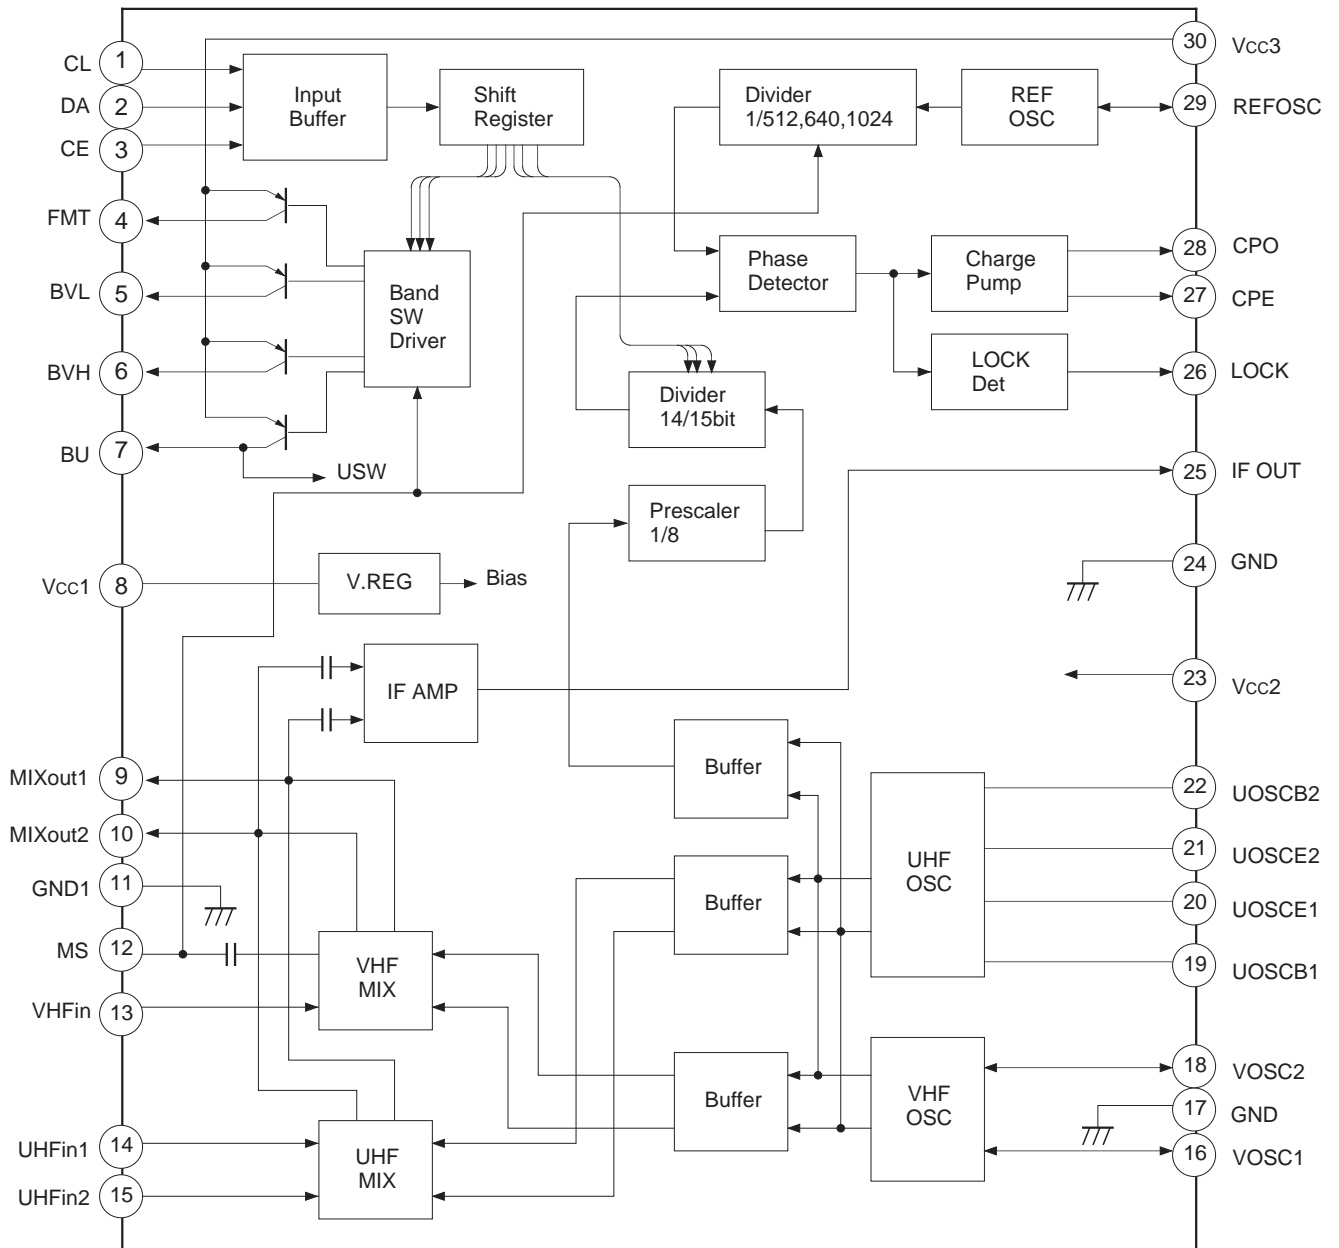 CL
1
DA
2
CE
3
FMT
4
BVL
5
BVH
6
BU
7
Vcc1
8
MIXout1
9
MIXout2
10
GND1
11
MS
12
VHFin
13
UHFin1
14
UHFin2
15
Input
Buffer
Shift
Register
Divider
1/512,640,1024
REF
OSC
Band
SW
Driver
Phase
Detector
Charge
Pump
LOCK
Det
Divider
14/15bit
USW
Prescaler
1/8
V.REG
Bias
IF AMP
Buffer
Buffer
UHF
OSC
VHF
MIX
Buffer
VHF
OSC
UHF
MIX
30
Vcc3
29
REFOSC
28
CPO
27
CPE
26
LOCK
25
IF OUT
24
GND
23
Vcc2
22
UOSCB2
21
UOSCE2
20
UOSCE1
19
UOSCB1
18
VOSC2
17
GND
16
VOSC1